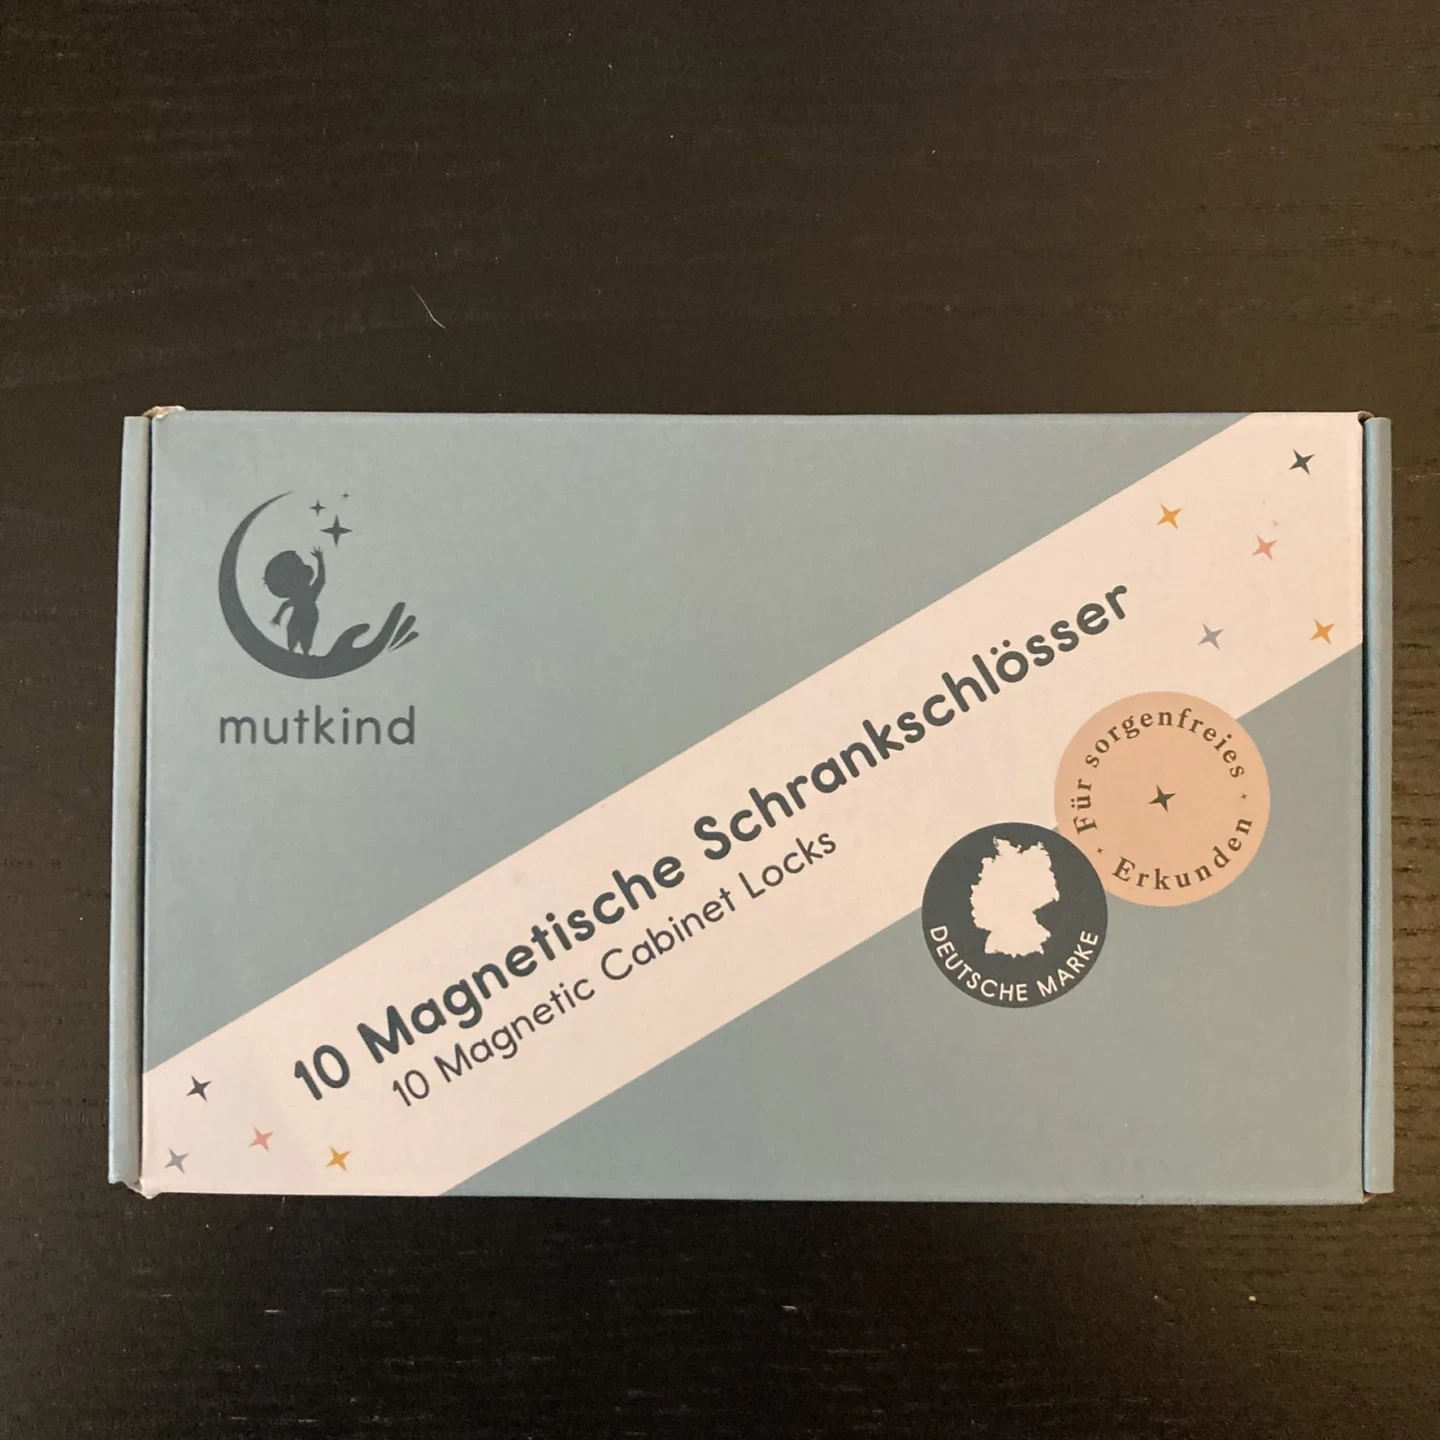 mutkind
10 Magnetische Schrankschlösser
10 Magnetic Cabinet Locks
Für sorgenfreies
Erkunden
DEUTSCHE MARKE